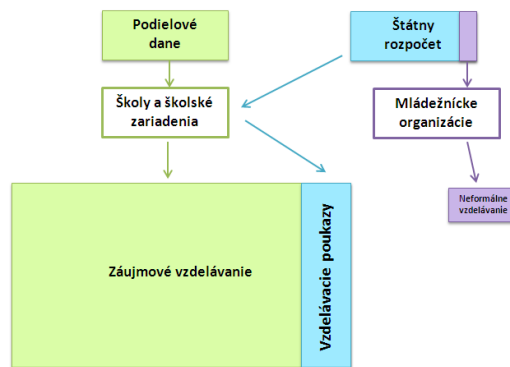 Podielové
dane
Štátny
rozpočet
Školy a školské
zariadenia
Mládežnícke
organizácie
Neformálne
vzdelávanie
Záujmové vzdelávanie
Vzdelávacie poukazy